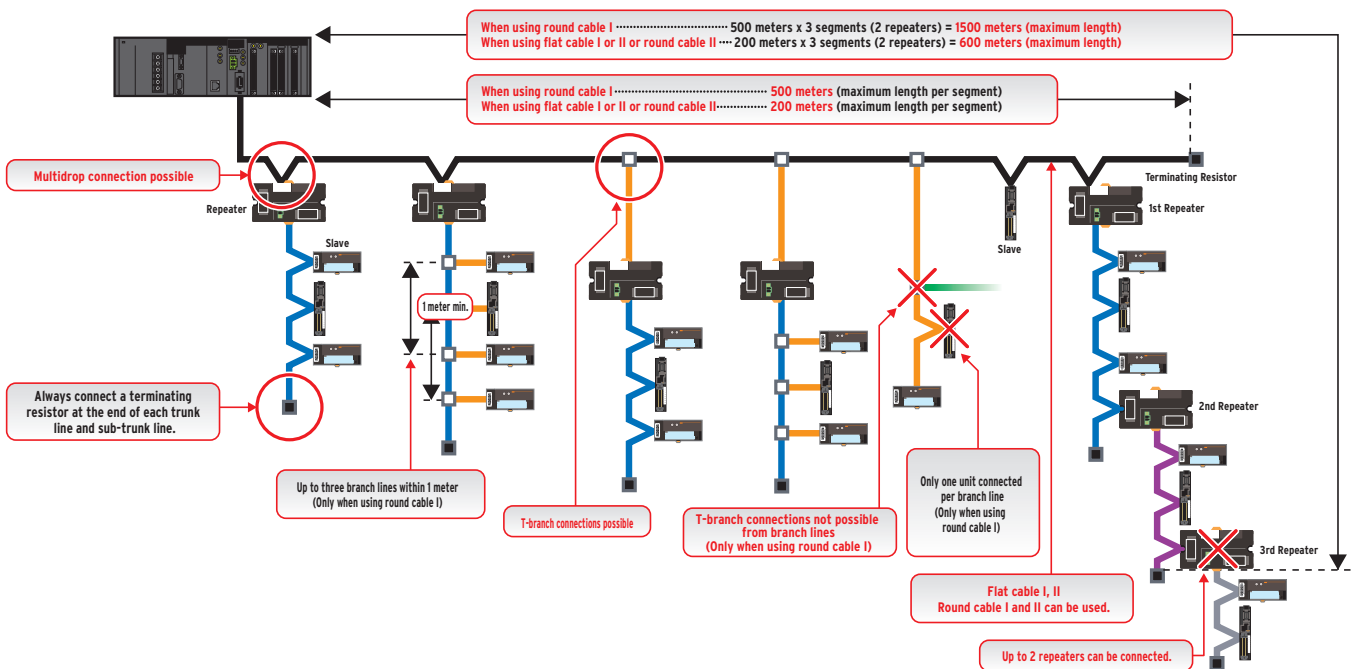 When using round cable I ································ 500 meters x 3 segments (2 repeaters) = 1500 meters (maximum length)
When using flat cable I or II or round cable II ···· 200 meters x 3 segments (2 repeaters) = 600 meters (maximum length)
When using round cable I ·········································· 500 meters (maximum length per segment)
When using flat cable I or II or round cable II ·············· 200 meters (maximum length per segment)
Multidrop connection possible
Terminating Resistor
Repeater
1st Repeater
Slave
Slave
1 meter min.
Always connect a terminating
resistor at the end of each trunk
line and sub-trunk line.
2nd Repeater
Up to three branch lines within 1 meter
(Only when using round cable I)
T-branch connections possible
T-branch connections not possible
from branch lines
(Only when using round cable I)
Only one unit connected
per branch line
(Only when using
round cable I)
3rd Repeater
Flat cable I, II
Round cable I and II can be used.
Up to 2 repeaters can be connected.